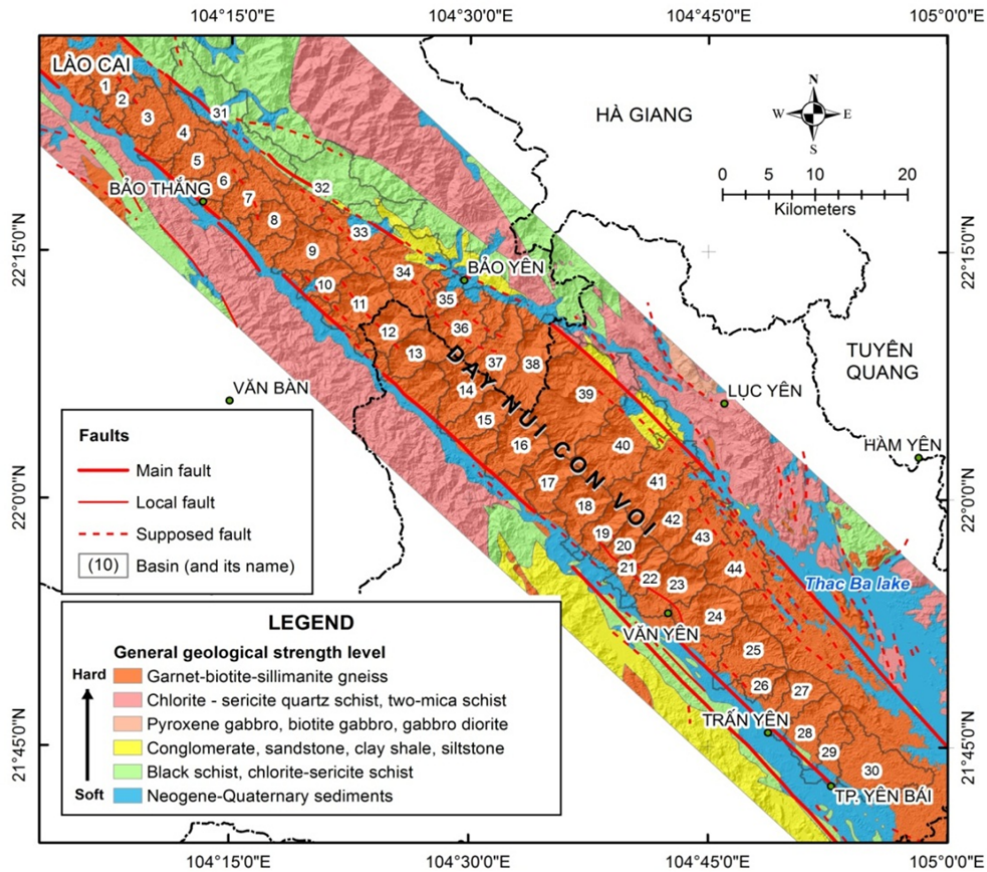 104°15'0"E
104°30'0"E
104°45'0"E
105°0'0"E
LÀO CAI
1
2
3
4
5
6
7
8
9
10
11
12
13
14
15
16
17
18
19
20
21
22
23
24
25
26
27
28
29
30
31
32
33
34
35
36
37
38
39
40
41
42
43
44
HÀ GIANG
N
W
E
S
0 5 10 20
Kilometers
BẢO THẮNG
22°15'0"N
22°15'0"N
BẢO YÊN
TUYÊN
QUANG
VĂN BÀN
LỤC YÊN
DAY NUI CON VOI
HÀM YÊN
22°0'0"N
22°0'0"N
Thac Ba lake
VĂN YÊN
TRẤN YÊN
TP. YÊN BÁI
21°45'0"N
21°45'0"N
Faults
Main fault
Local fault
Supposed fault
(10) Basin (and its name)
LEGEND
General geological strength level
Hard
Garnet-biotite-sillimanite gneiss
Chlorite - sericite quartz schist, two-mica schist
Pyroxene gabbro, biotite gabbro, gabbro diorite
Conglomerate, sandstone, clay shale, siltstone
Black schist, chlorite-sericite schist
Soft
Neogene-Quaternary sediments
104°15'0"E
104°30'0"E
104°45'0"E
105°0'0"E